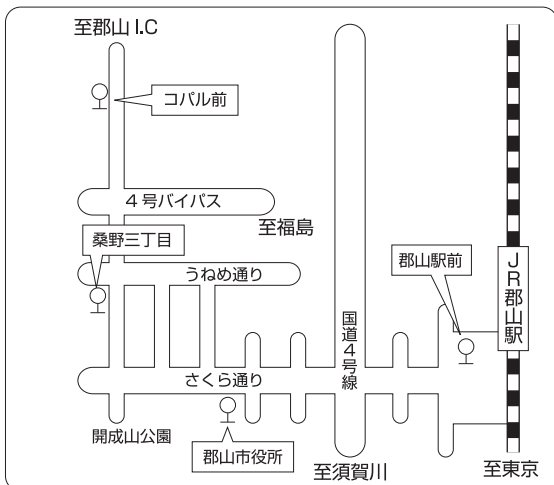 至郡山 I.C
コパル前
4号バイパス
至福島
桑野三丁目
うねめ通り
郡山駅前
JR郡山駅
国道4号線
さくら通り
開成山公園
郡山市役所
至須賀川
至東京